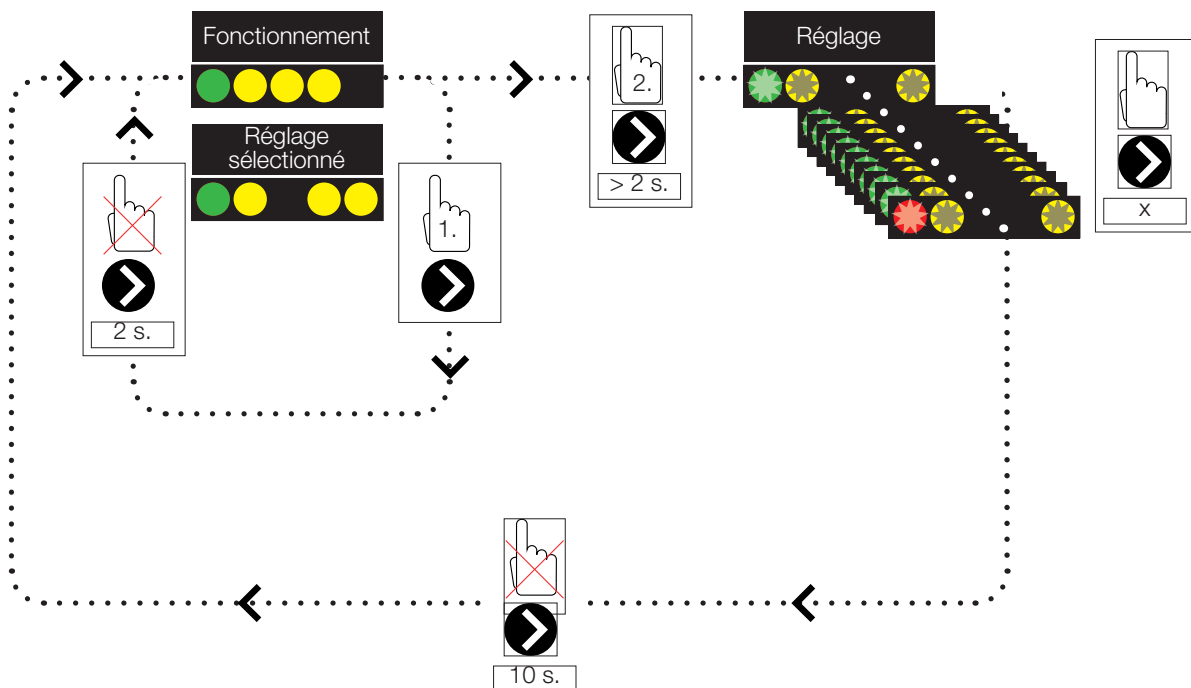 Fonctionnement
Réglage
sélectionné
2 s.
1.
2.
> 2 s.
Réglage
x
10 s.